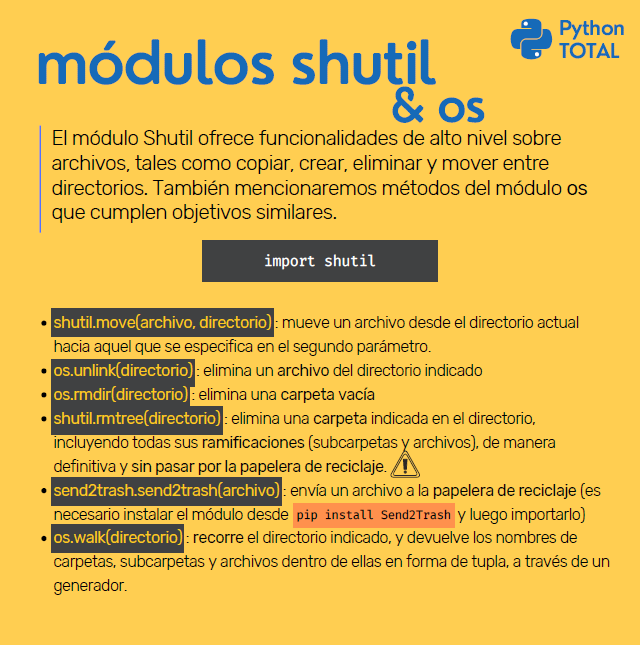 Python
TOTAL
módulos shutil
& os
El módulo Shutil ofrece funcionalidades de alto nivel sobre
archivos, tales como copiar, crear, eliminar y mover entre
directorios. También mencionaremos métodos del módulo os
que cumplen objetivos similares.
import shutil
• shutil.move(archivo, directorio): mueve un archivo desde el directorio actual
hacia aquel que se especifica en el segundo parámetro.
• os.unlink(directorio): elimina un archivo del directorio indicado
• os.rmdir(directorio): elimina una carpeta vacía
• shutil.rmtree(directorio): elimina una carpeta indicada en el directorio,
incluyendo todas sus ramificaciones (subcarpetas y archivos), de manera
definitiva y sin pasar por la papelera de reciclaje.
• send2trash.send2trash(archivo): envía un archivo a la papelera de reciclaje (es
necesario instalar el módulo desde pip install Send2Trash y luego importarlo)
• os.walk(directorio): recorre el directorio indicado, y devuelve los nombres de
carpetas, subcarpetas y archivos dentro de ellas en forma de tupla, a través de un
generador.